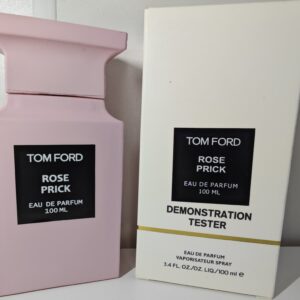 TOM FORD
ROSE
PRICK
EAU DE PARFUM
100 ML
TOM FORD
ROSE
PRICK
EAU DE PARFUM
100 ML
DEMONSTRATION
TESTER
EAU DE PARFUM
VAPORISATEUR SPRAY
3.4 FL. OZ./OZ. LIQ./100 ml e